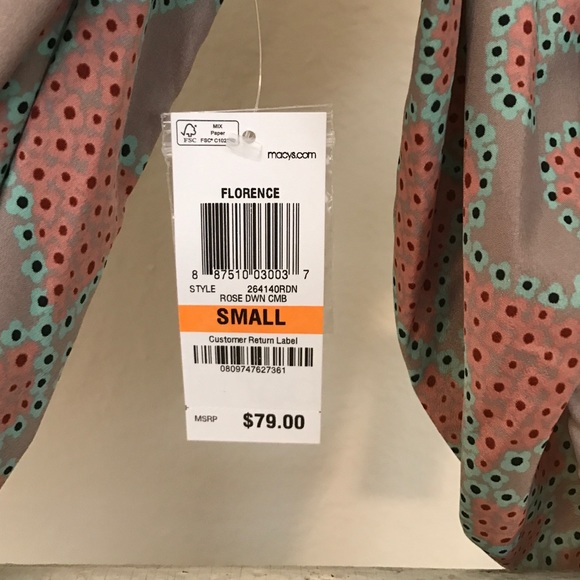 MIX
Paper
FSC
macys.com
FLORENCE
8 87510 03003 7
STYLE 264140RDN
ROSE DWN CMB
SMALL
Customer Return Label
0809747627361
MSRP $79.00